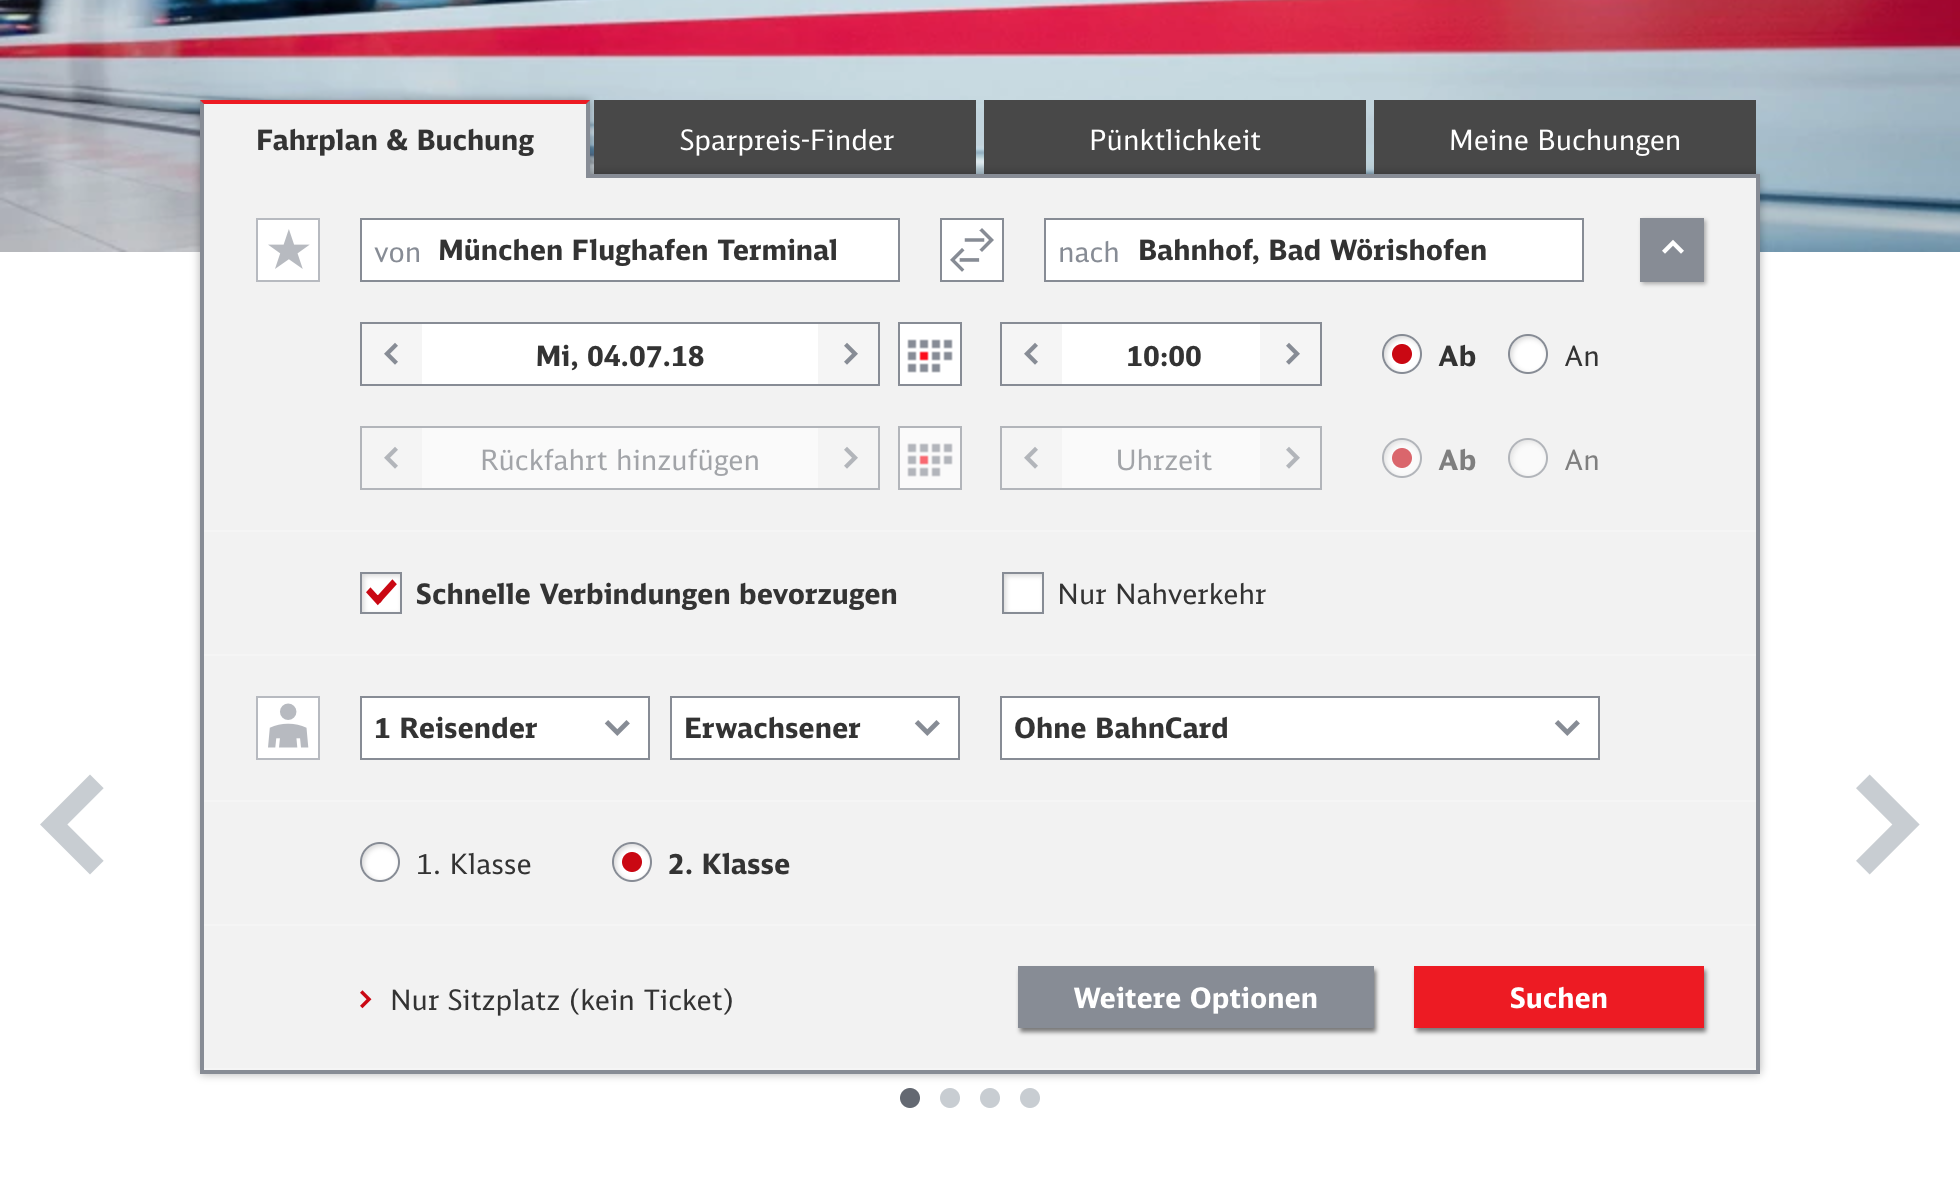 Fahrplan & Buchung
Sparpreis-Finder
Pünktlichkeit
Meine Buchungen
von München Flughafen Terminal
nach Bahnhof, Bad Wörishofen
Mi, 04.07.18
10:00
Ab
An
Rückfahrt hinzufügen
Uhrzeit
Ab
An
Schnelle Verbindungen bevorzugen
Nur Nahverkehr
1 Reisender
Erwachsener
Ohne BahnCard
1. Klasse
2. Klasse
Nur Sitzplatz (kein Ticket)
Weitere Optionen
Suchen